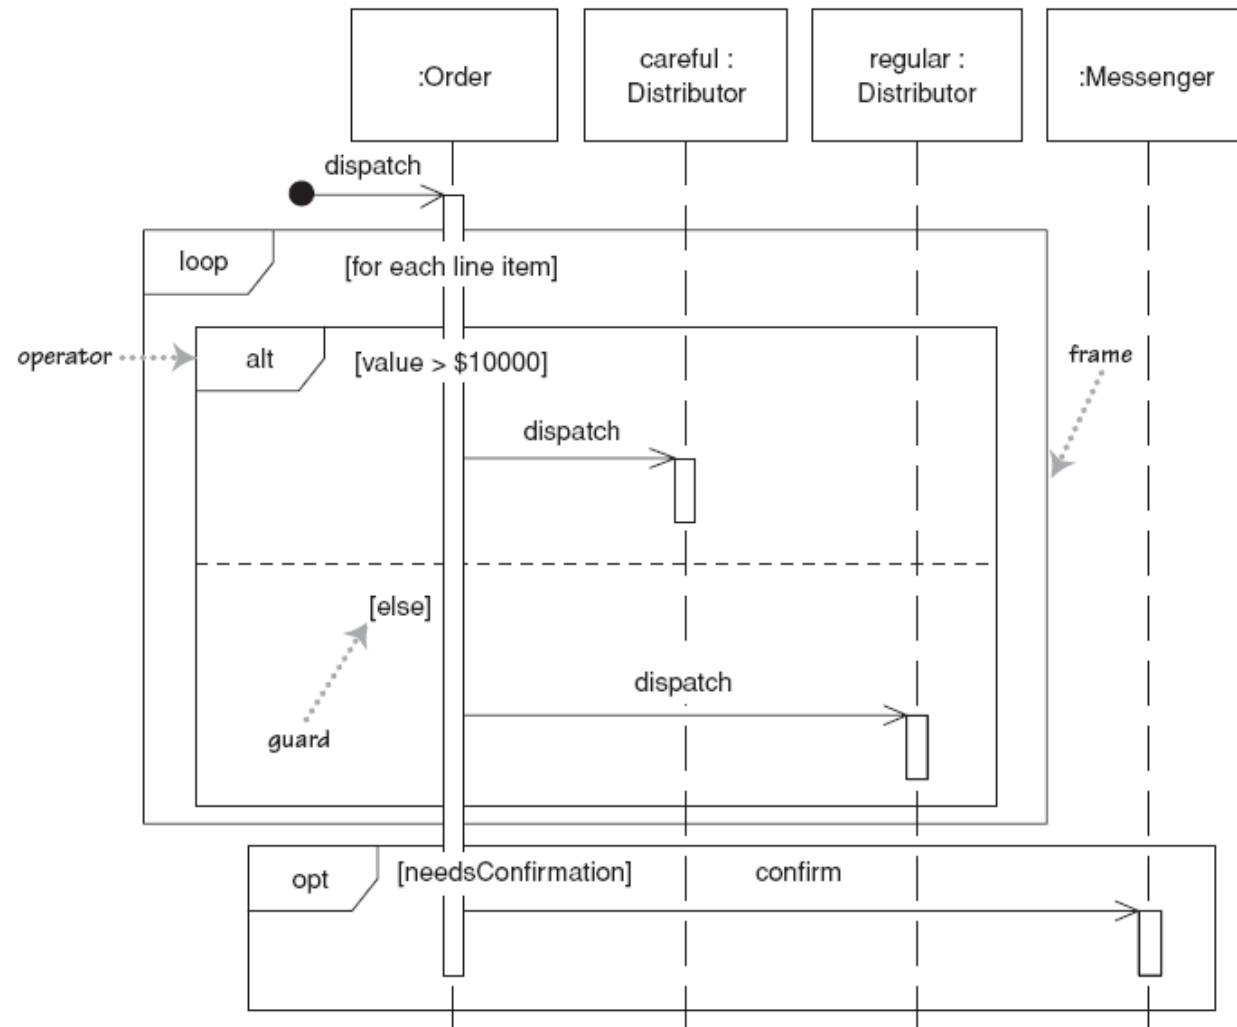 :Order
careful :
Distributor
regular :
Distributor
:Messenger
dispatch
loop
[for each line item]
operator
alt
[value > $10000]
frame
dispatch
[else]
dispatch
guard
opt
[needsConfirmation]
confirm